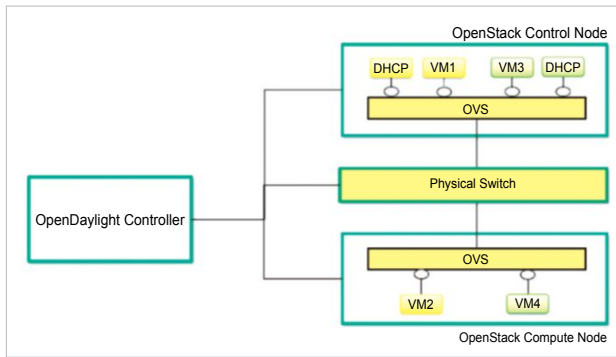 OpenStack Control Node
DHCP VM1 VM3 DHCP
OVS
Physical Switch
OpenDaylight Controller
OVS
VM2 VM4
OpenStack Compute Node